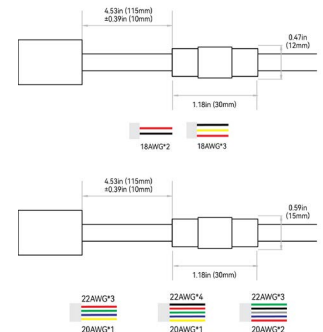 4.53in (115mm)
±0.39in (10mm)
0.47in
(12mm)
1.18in (30mm)
18AWG*2
18AWG*3
4.53in (115mm)
±0.39in (10mm)
0.59in
(15mm)
1.18in (30mm)
22AWG*3
22AWG*4
22AWG*3
20AWG*1
20AWG*1
20AWG*2